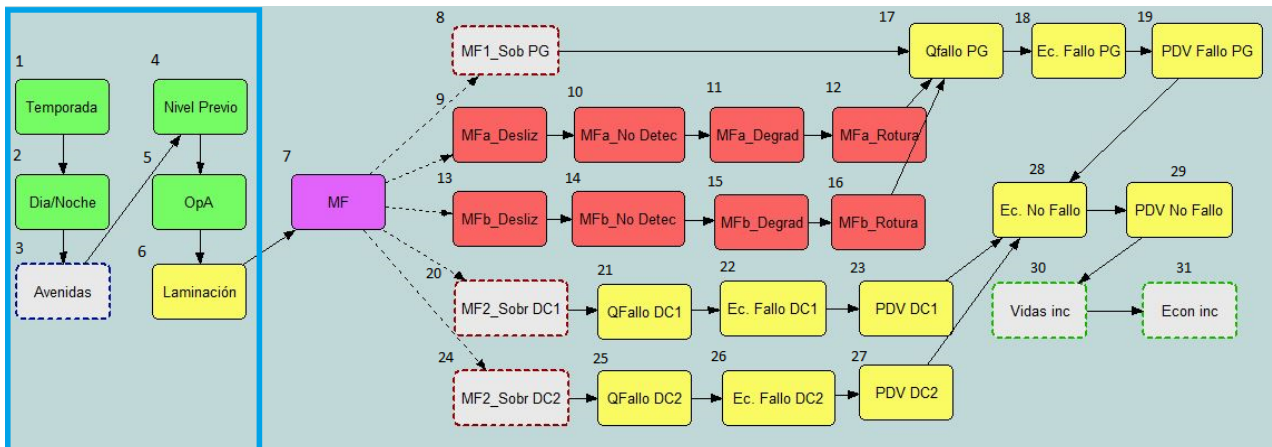 1
Temporada
2
Dia/Noche
3
Avenidas
4
Nivel Previo
5
OpA
6
Laminación
7
MF
8
MF1_Sob PG
9
MFa_Desliz
10
MFa_No Detec
11
MFa_Degrad
12
MFa_Rotura
13
MFb_Desliz
14
MFb_No Detec
15
MFb_Degrad
16
MFb_Rotura
17
Qfallo PG
18
Ec. Fallo PG
19
PDV Fallo PG
20
MF2_Sobr DC1
21
QFallo DC1
22
Ec. Fallo DC1
23
PDV DC1
24
MF2_Sobr DC2
25
QFallo DC2
26
Ec. Fallo DC2
27
PDV DC2
28
Ec. No Fallo
29
PDV No Fallo
30
Vidas inc
31
Econ inc